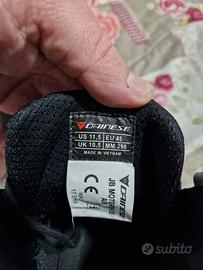 DAINESE
US 11,5 EU 45
UK 10,5 MM. 290
MADE IN VIETNAM
DAINESE
CE
subito